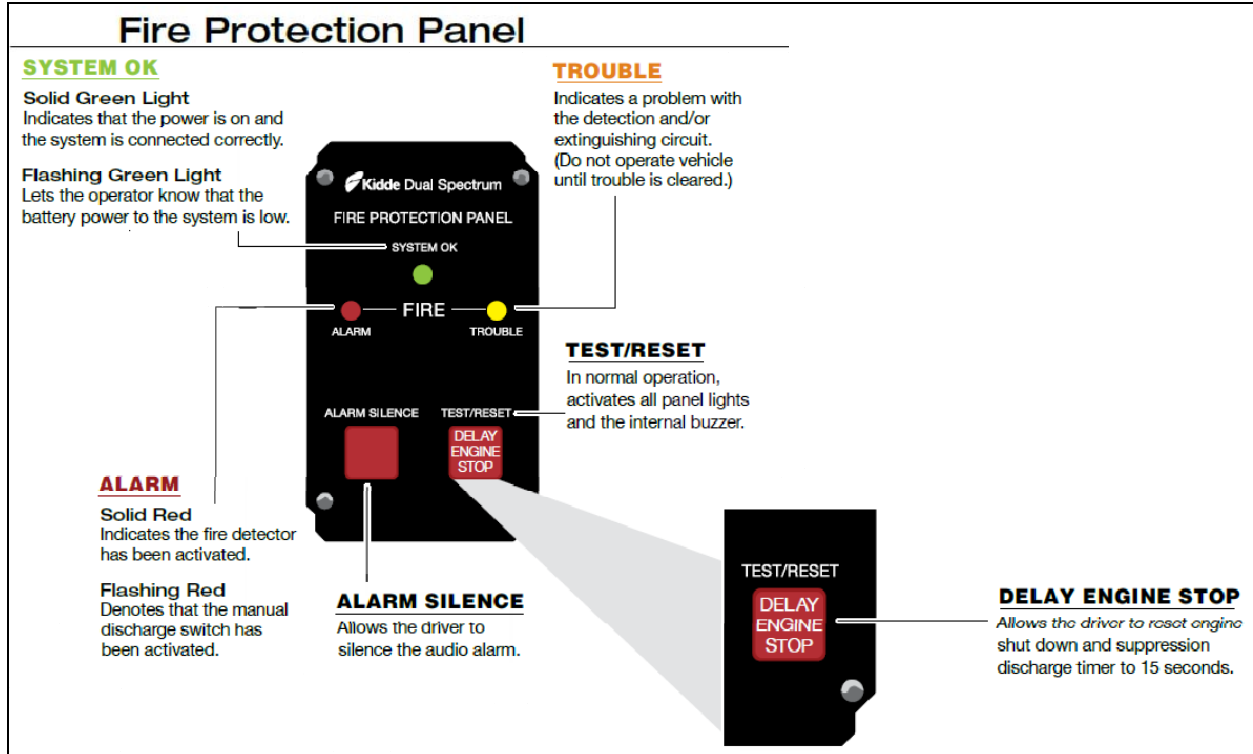 Fire Protection Panel
SYSTEM OK
Solid Green Light
Indicates that the power is on and
the system is connected correctly.
Flashing Green Light
Lets the operator know that the
battery power to the system is low.
TROUBLE
Indicates a problem with
the detection and/or
extinguishing circuit.
(Do not operate vehicle
until trouble is cleared.)
Kidde Dual Spectrum
FIRE PROTECTION PANEL
SYSTEM OK
FIRE
ALARM
TROUBLE
ALARM SILENCE
TEST/RESET
DELAY
ENGINE
STOP
TEST/RESET
In normal operation,
activates all panel lights
and the internal buzzer.
ALARM
Solid Red
Indicates the fire detector
has been activated.
Flashing Red
Denotes that the manual
discharge switch has
been activated.
ALARM SILENCE
Allows the driver to
silence the audio alarm.
TEST/RESET
DELAY
ENGINE
STOP
DELAY ENGINE STOP
Allows the driver to reset engine
shut down and suppression
discharge timer to 15 seconds.